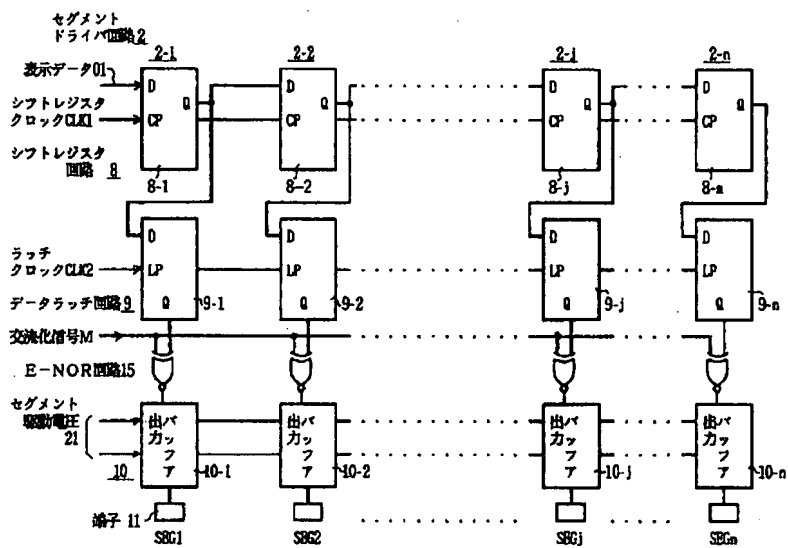 セグメント
ドライバ回路2
2-1
2-2
2-j
2-n
表示データ01
D
Q
D
Q
D
Q
D
Q
シフトレジスタ
クロックCLK1
CP
CP
CP
CP
シフトレジスタ
回路 8
8-1
8-2
8-j
8-n
D
D
D
D
ラッチ
クロックCLK2
LP
LP
LP
LP
データラッチ回路9
Q
9-1
Q
9-2
Q
9-j
Q
9-n
交流化信号M
E-NOR回路15
セグメント
駆動電圧
21
出力
バッファ
出力
バッファ
出力
バッファ
出力
バッファ
10
10-1
10-2
10-j
10-n
端子 11
SEG1
SEG2
SEGj
SEGn